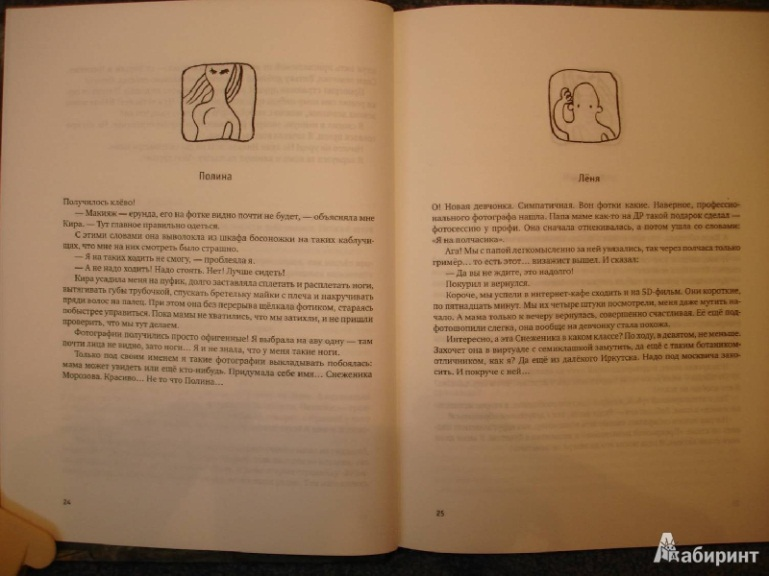 Полина
Получилось клёво!
— Макияж — ерунда, его на фотке видно почти не будет, — объясняла мне
Кира. — Тут главное правильно одеться.
С этими словами она выволокла из шкафа босоножки на таких каблучи-
щах, что мне на них смотреть было страшно.
— Я на таких ходить не смогу, — проблеяла я.
— А не надо ходить! Надо стоять. Нет! Лучше сидеть!
Кира усадила меня на пуфик, долго заставляла сплетать и расплетать ноги,
вытягивать губы трубочкой, спускать бретельку майки с плеча и накручивать
пряди волос на палец. При этом она без перерыва щёлкала фотиком, стараясь
побыстрее управиться. Пока мамы не хватились, что мы затихли, и не пришли
проверить, что мы тут делаем.
Фотографии получились просто офигенные! Я выбрала на аву одну — там
почти лица не видно, зато ноги... Я и не знала, что у меня такие ноги.
Только под своим именем я такие фотографии выкладывать побоялась:
мама может увидеть или ещё кто-нибудь. Придумала себе имя... Снеженика
Морозова. Красиво... Не то что Полина...
24
Лёня
О! Новая девчонка. Симпатичная. Вон фотки какие. Наверное, профессио-
нального фотографа нашла. Папа маме как-то на ДР такой подарок сделал —
фотосессию у профи. Она сначала отнекивалась, а потом ушла со словами:
«Я на полчасика».
Ага! Мы с папой легкомысленно за ней увязались, так через полчаса только
гримёр... то есть этот... визажист вышел. И сказал:
— Да вы не ждите, это надолго!
Покурил и вернулся.
Короче, мы успели в интернет-кафе сходить и на 5D-фильм. Они короткие,
по пятнадцать минут. Мы их четыре штуки посмотрели, меня даже мутить на-
чало. А мама только к вечеру вернулась, совершенно счастливая. Её ещё под-
фотошопили слегка, она вообще на девчонку стала похожа.
Интересно, а эта Снеженика в каком классе? По ходу, в девятом, не меньше.
Захочет она в виртуале с семиклашкой замутить, да ещё с таким ботаником-
отличником, как я? Да ещё из далёкого Иркутска. Надо под москвича зако-
сить. И покруче с ней...
25
Лабиринт